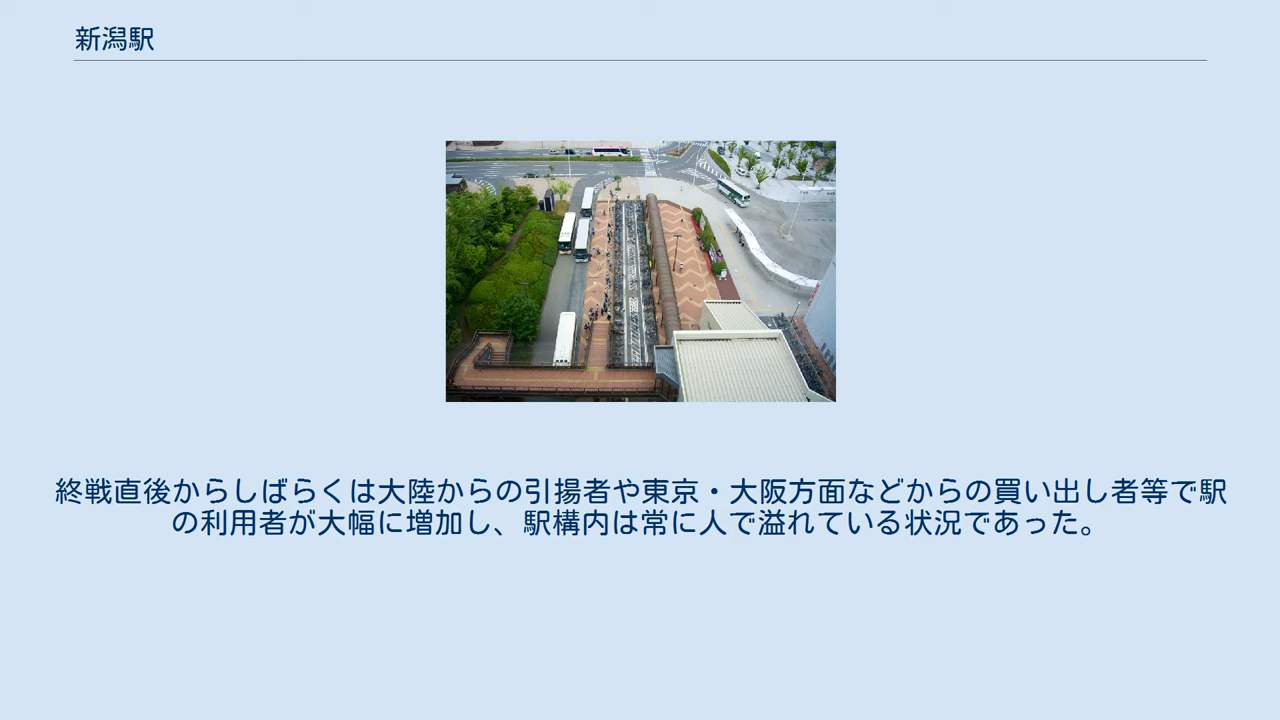 新潟駅
終戦直後からしばらくは大陸からの引揚者や東京・大阪方面などからの買い出し者等で駅
の利用者が大幅に増加し、駅構内は常に人で溢れている状況であった。